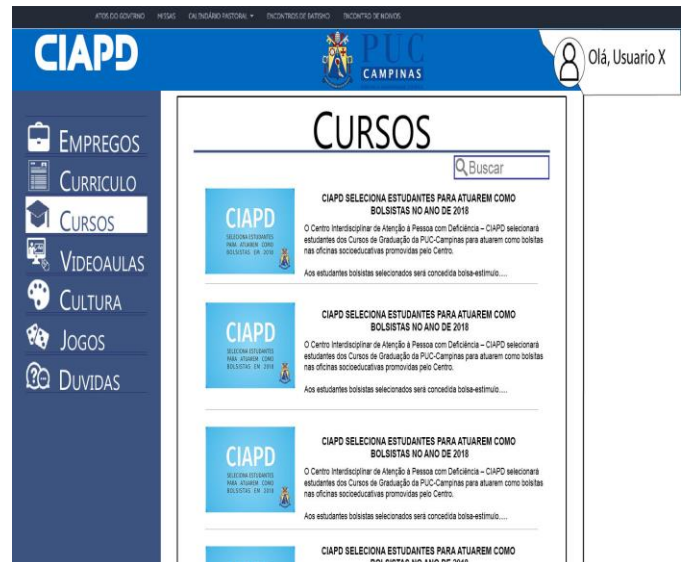 ATOS DO GOVERNO MISSAS CALENDÁRIO PASTORAL ENCONTROS DE BATISMO ENCONTRO DE NOIVOS
CIAPD
PUC
CAMPINAS
Olá, Usuario X
EMPREGOS
CURRICULO
CURSOS
VIDEOAULAS
CULTURA
JOGOS
DUVIDAS
CURSOS
Buscar
CIAPD
SELECIONA ESTUDANTES
PARA ATUAREM COMO
BOLSISTAS EM 2018
CIAPD SELECIONA ESTUDANTES PARA ATUAREM COMO
BOLSISTAS NO ANO DE 2018
O Centro Interdisciplinar de Atenção à Pessoa com Deficiência – CIAPD selecionará
estudantes dos Cursos de Graduação da PUC-Campinas para atuarem como bolsitas
nas oficinas socioeducativas promovidas pelo Centro.
Aos estudantes bolsistas selecionados será concedida bolsa-estímulo.....
CIAPD
SELECIONA ESTUDANTES
PARA ATUAREM COMO
BOLSISTAS EM 2018
CIAPD SELECIONA ESTUDANTES PARA ATUAREM COMO
BOLSISTAS NO ANO DE 2018
O Centro Interdisciplinar de Atenção à Pessoa com Deficiência – CIAPD selecionará
estudantes dos Cursos de Graduação da PUC-Campinas para atuarem como bolsitas
nas oficinas socioeducativas promovidas pelo Centro.
Aos estudantes bolsistas selecionados será concedida bolsa-estímulo.....
CIAPD
SELECIONA ESTUDANTES
PARA ATUAREM COMO
BOLSISTAS EM 2018
CIAPD SELECIONA ESTUDANTES PARA ATUAREM COMO
BOLSISTAS NO ANO DE 2018
O Centro Interdisciplinar de Atenção à Pessoa com Deficiência – CIAPD selecionará
estudantes dos Cursos de Graduação da PUC-Campinas para atuarem como bolsitas
nas oficinas socioeducativas promovidas pelo Centro.
Aos estudantes bolsistas selecionados será concedida bolsa-estímulo.....
CIAPD SELECIONA ESTUDANTES PARA ATUAREM COMO
BOLSISTAS NO ANO DE 2018